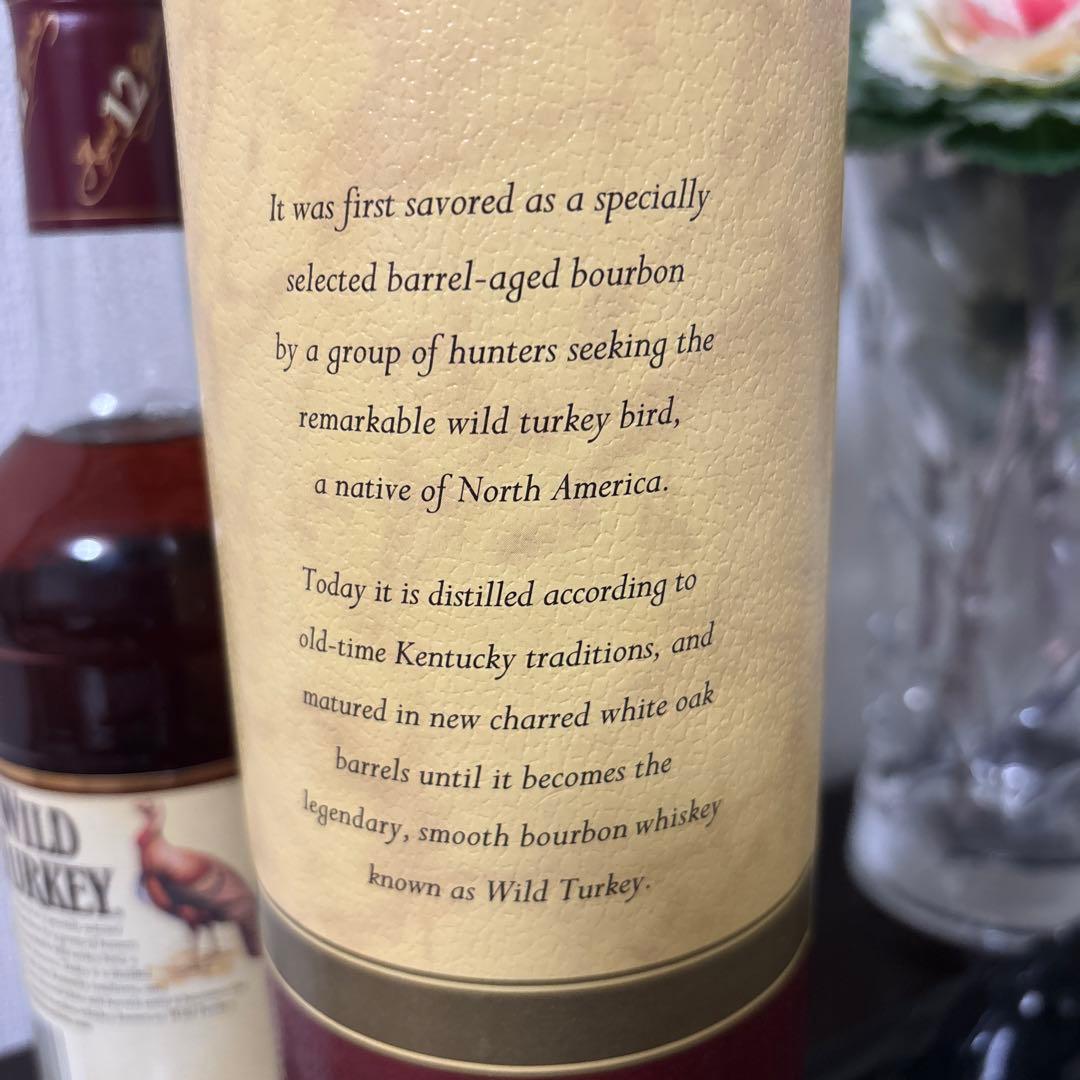 12
It was first savored as a specially
selected barrel-aged bourbon
by a group of hunters seeking the
remarkable wild turkey bird,
a native of North America.
Today it is distilled according to
old-time Kentucky traditions, and
matured in new charred white oak
barrels until it becomes the
legendary, smooth bourbon whiskey
known as Wild Turkey.
WILD
TURKEY